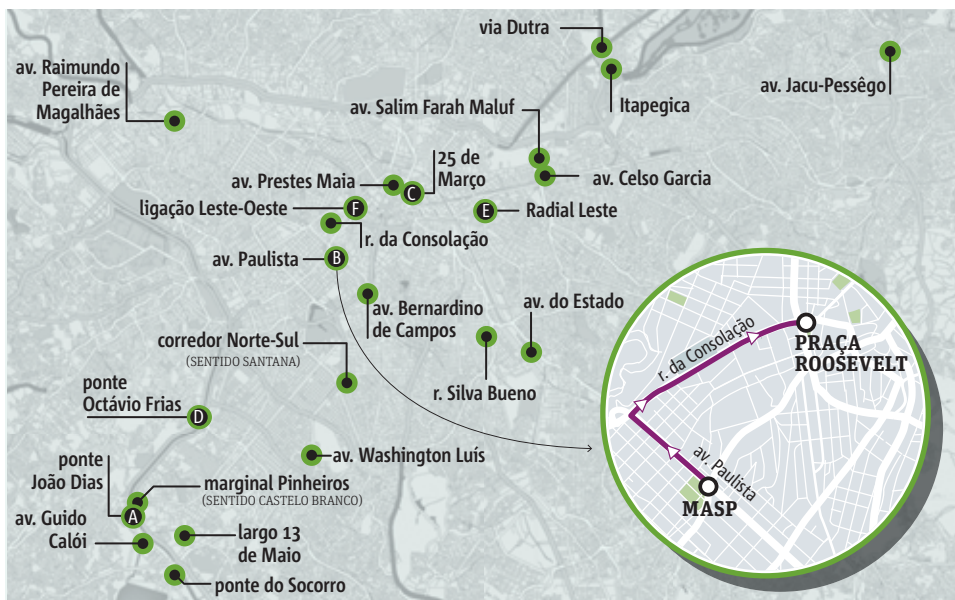 via Dutra
av. Raimundo
Pereira de
Magalhães
Itapegica
av. Jacu-Pessêgo
av. Salim Farah Maluf
25 de
Março
av. Prestes Maia
C
av. Celso Garcia
ligação Leste-Oeste
F
E
Radial Leste
r. da Consolação
av. Paulista
B
av. Bernardino
de Campos
av. do Estado
corredor Norte-Sul
(SENTIDO SANTANA)
r. Silva Bueno
ponte
Octávio Frias
D
av. Washington Luís
ponte
João Dias
marginal Pinheiros
(SENTIDO CASTELO BRANCO)
A
av. Guido
Calói
largo 13
de Maio
ponte do Socorro
r. da Consolação
PRAÇA
ROOSEVELT
av. Paulista
MASP